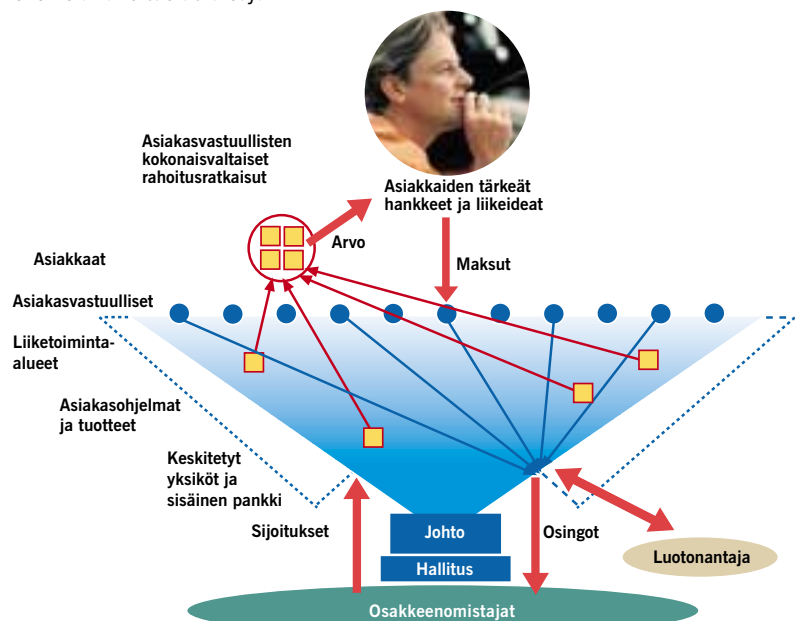 Asiakasvastuullisten
kokonaisvaltaiset
rahoitusratkaisut
Asiakkaiden tärkeät
hankkeet ja liikeideat
Arvo
Maksut
Asiakkaat
Asiakasvastuulliset
Liiketoiminta-
alueet
Asiakasohjelmat
ja tuotteet
Keskitetyt
yksiköt ja
sisäinen pankki
Sijoitukset
Johto
Osingot
Hallitus
Luotonantaja
Osakkeenomistajat